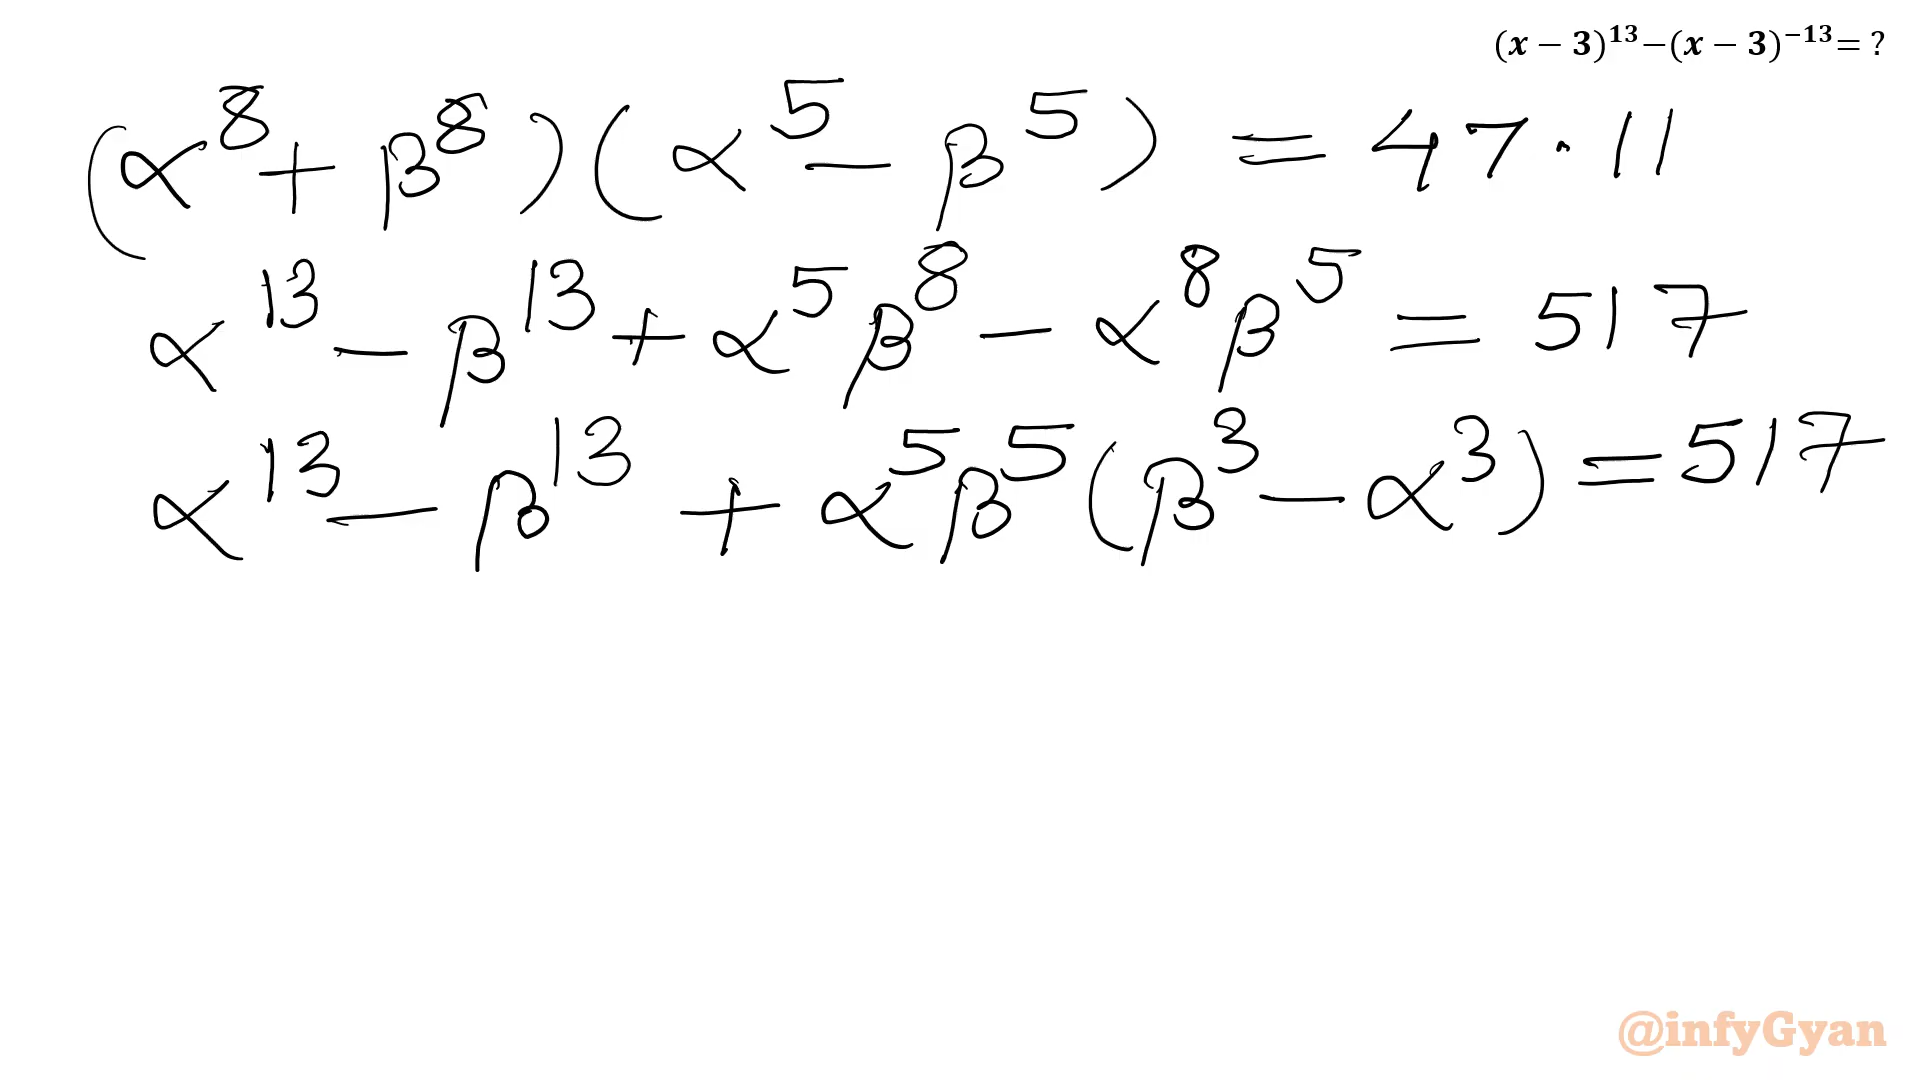 (x − 3)¹³−(x − 3)⁻¹³= ?
(α⁸ + β⁸)(α⁵ − β⁵) = 47 · 11
α¹³ − β¹³ + α⁵β⁸ − α⁸β⁵ = 517
α¹³ − β¹³ + α⁵β⁵(β³ − α³) = 517
@infyGyan